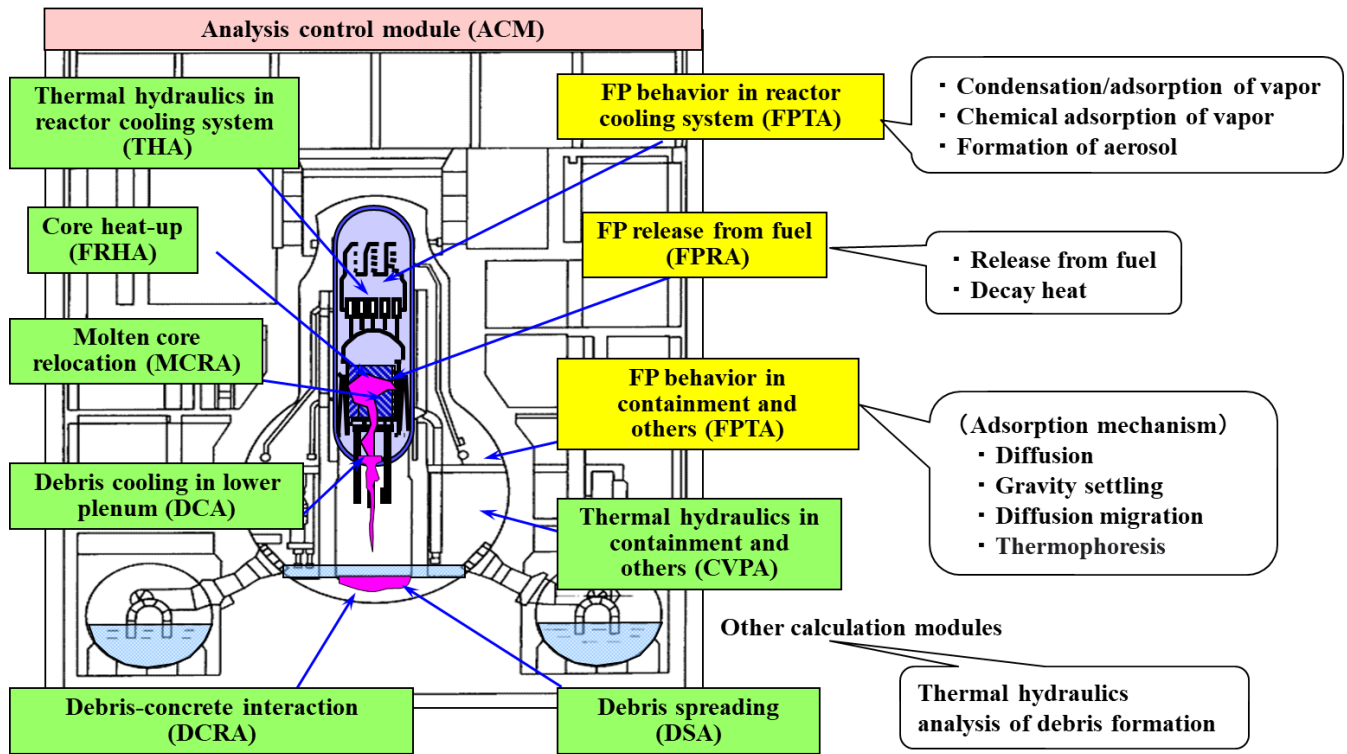 Analysis control module (ACM)
Thermal hydraulics in
reactor cooling system
(THA)
Core heat-up
(FRHA)
Molten core
relocation (MCRA)
Debris cooling in lower
plenum (DCA)
Debris-concrete interaction
(DCRA)
FP behavior in reactor
cooling system (FPTA)
FP release from fuel
(FPRA)
FP behavior in
containment and
others (FPTA)
Thermal hydraulics in
containment and
others (CVPA)
Debris spreading
(DSA)
・Condensation/adsorption of vapor
・Chemical adsorption of vapor
・Formation of aerosol
・Release from fuel
・Decay heat
（Adsorption mechanism）
・Diffusion
・Gravity settling
・Diffusion migration
・Thermophoresis
Other calculation modules
Thermal hydraulics
analysis of debris formation